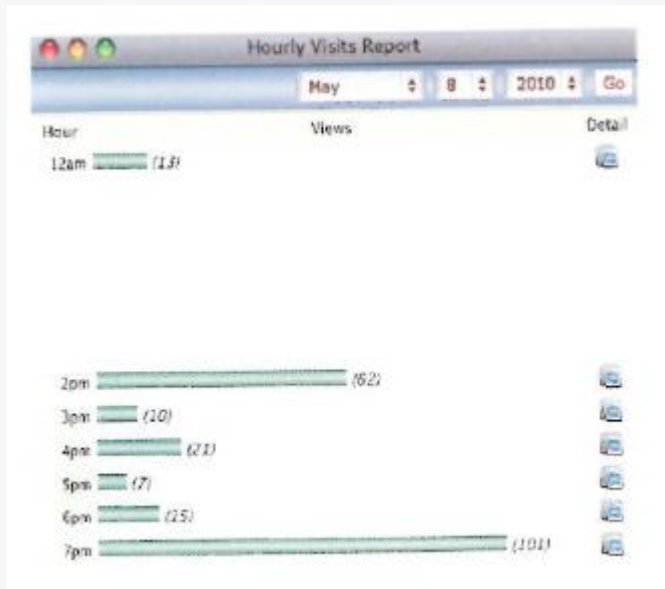 Hourly Visits Report
May 8 2010 Go
Hour Views Detail
12am (13)
2pm (62)
3pm (10)
4pm (21)
5pm (7)
6pm (15)
7pm (101)